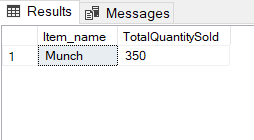 Results Messages
Item_name TotalQuantitySold
1 Munch 350